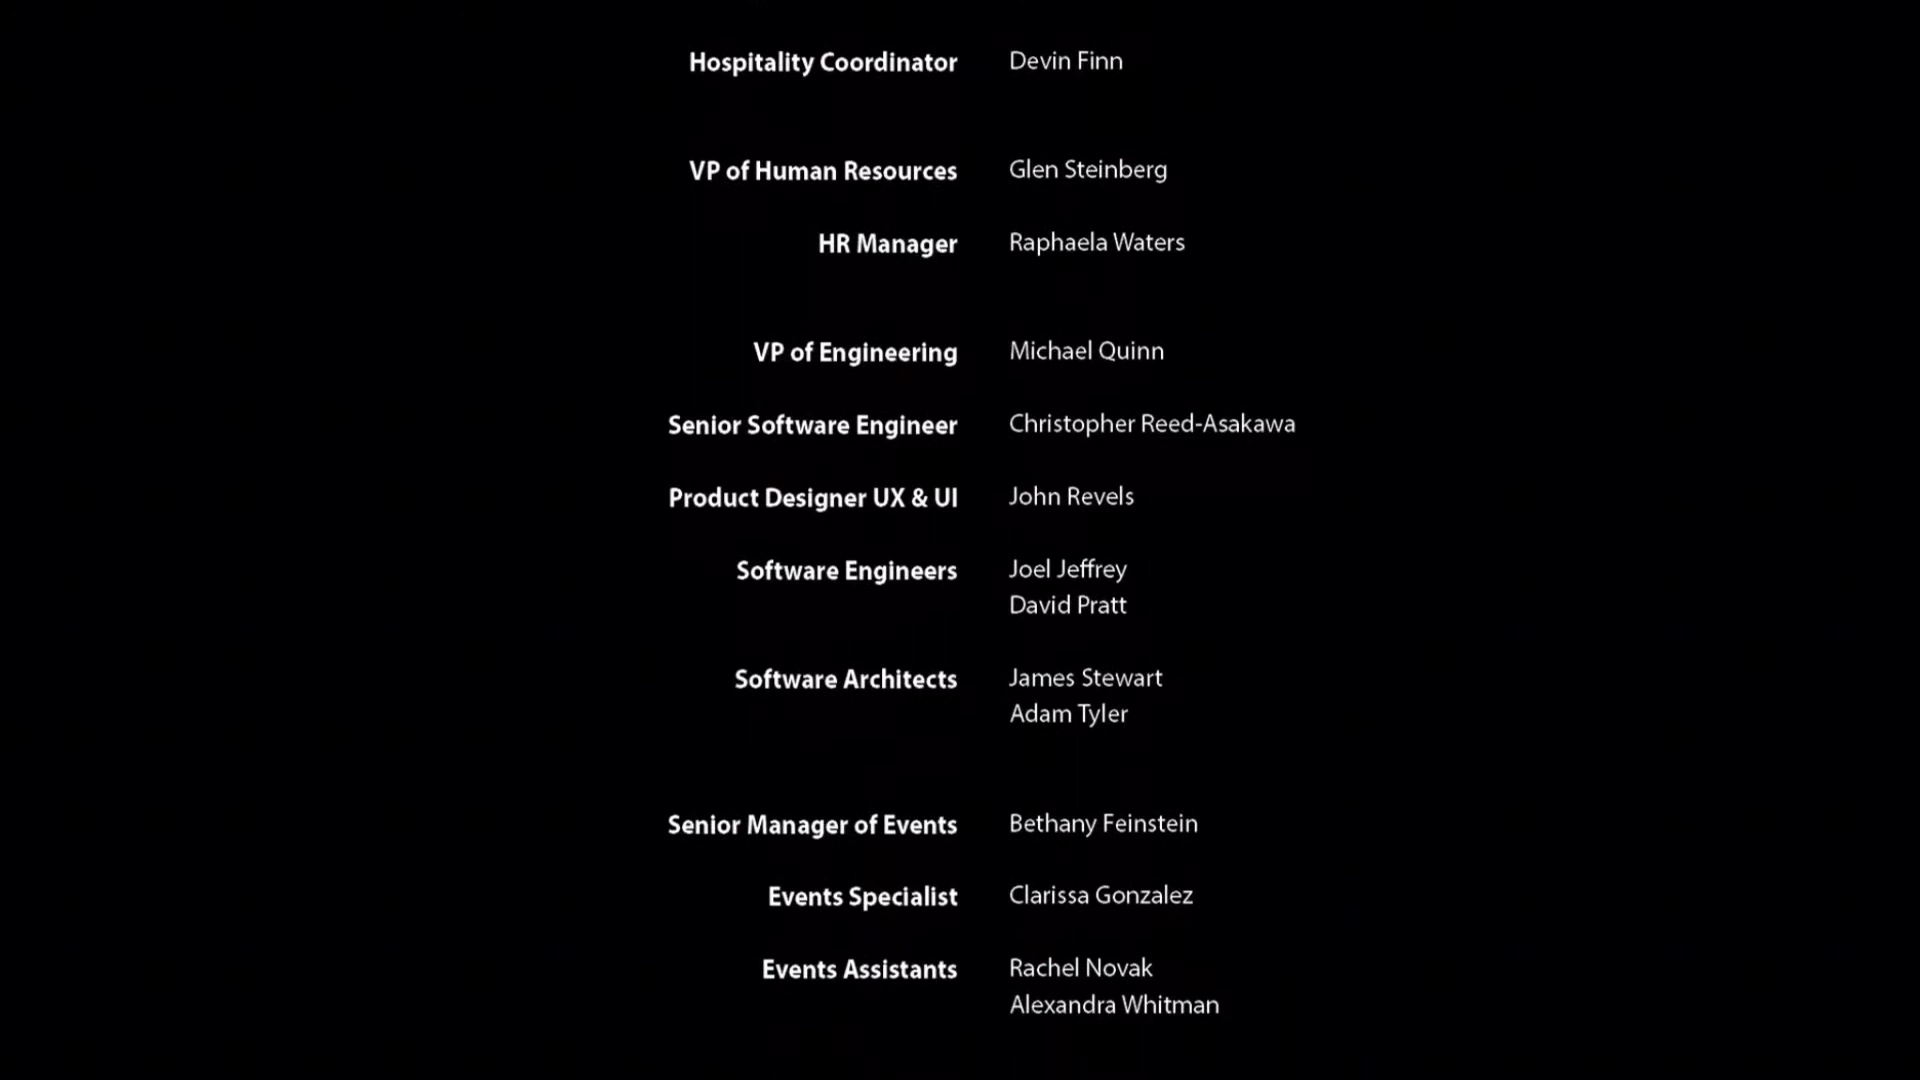 Hospitality Coordinator Devin Finn
VP of Human Resources Glen Steinberg
HR Manager Raphaela Waters
VP of Engineering Michael Quinn
Senior Software Engineer Christopher Reed-Asakawa
Product Designer UX & UI John Revels
Software Engineers Joel Jeffrey
David Pratt
Software Architects James Stewart
Adam Tyler
Senior Manager of Events Bethany Feinstein
Events Specialist Clarissa Gonzalez
Events Assistants Rachel Novak
Alexandra Whitman